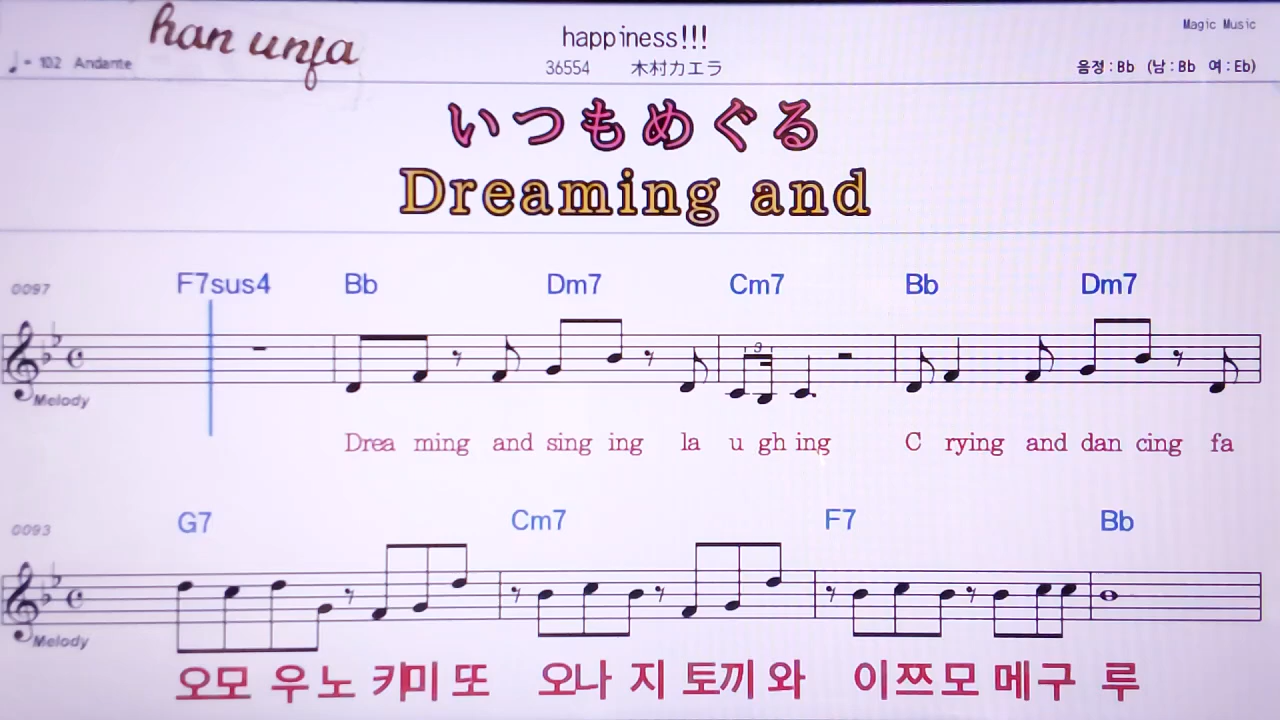 han unja
happiness!!!
Magic Music
♩ = 102 Andante
36554 木村カエラ
음정 : Bb (남 : Bb 여 : Eb)
いつもめぐる
Dreaming and
0097 F7sus4 Bb Dm7 Cm7 Bb Dm7
3
Melody
Drea ming and sing ing la u gh ing C rying and dan cing fa
0093 G7 Cm7 F7 Bb
Melody
오모 우노 키미 또 오나 지 토끼 와 이쯔모 메구 루